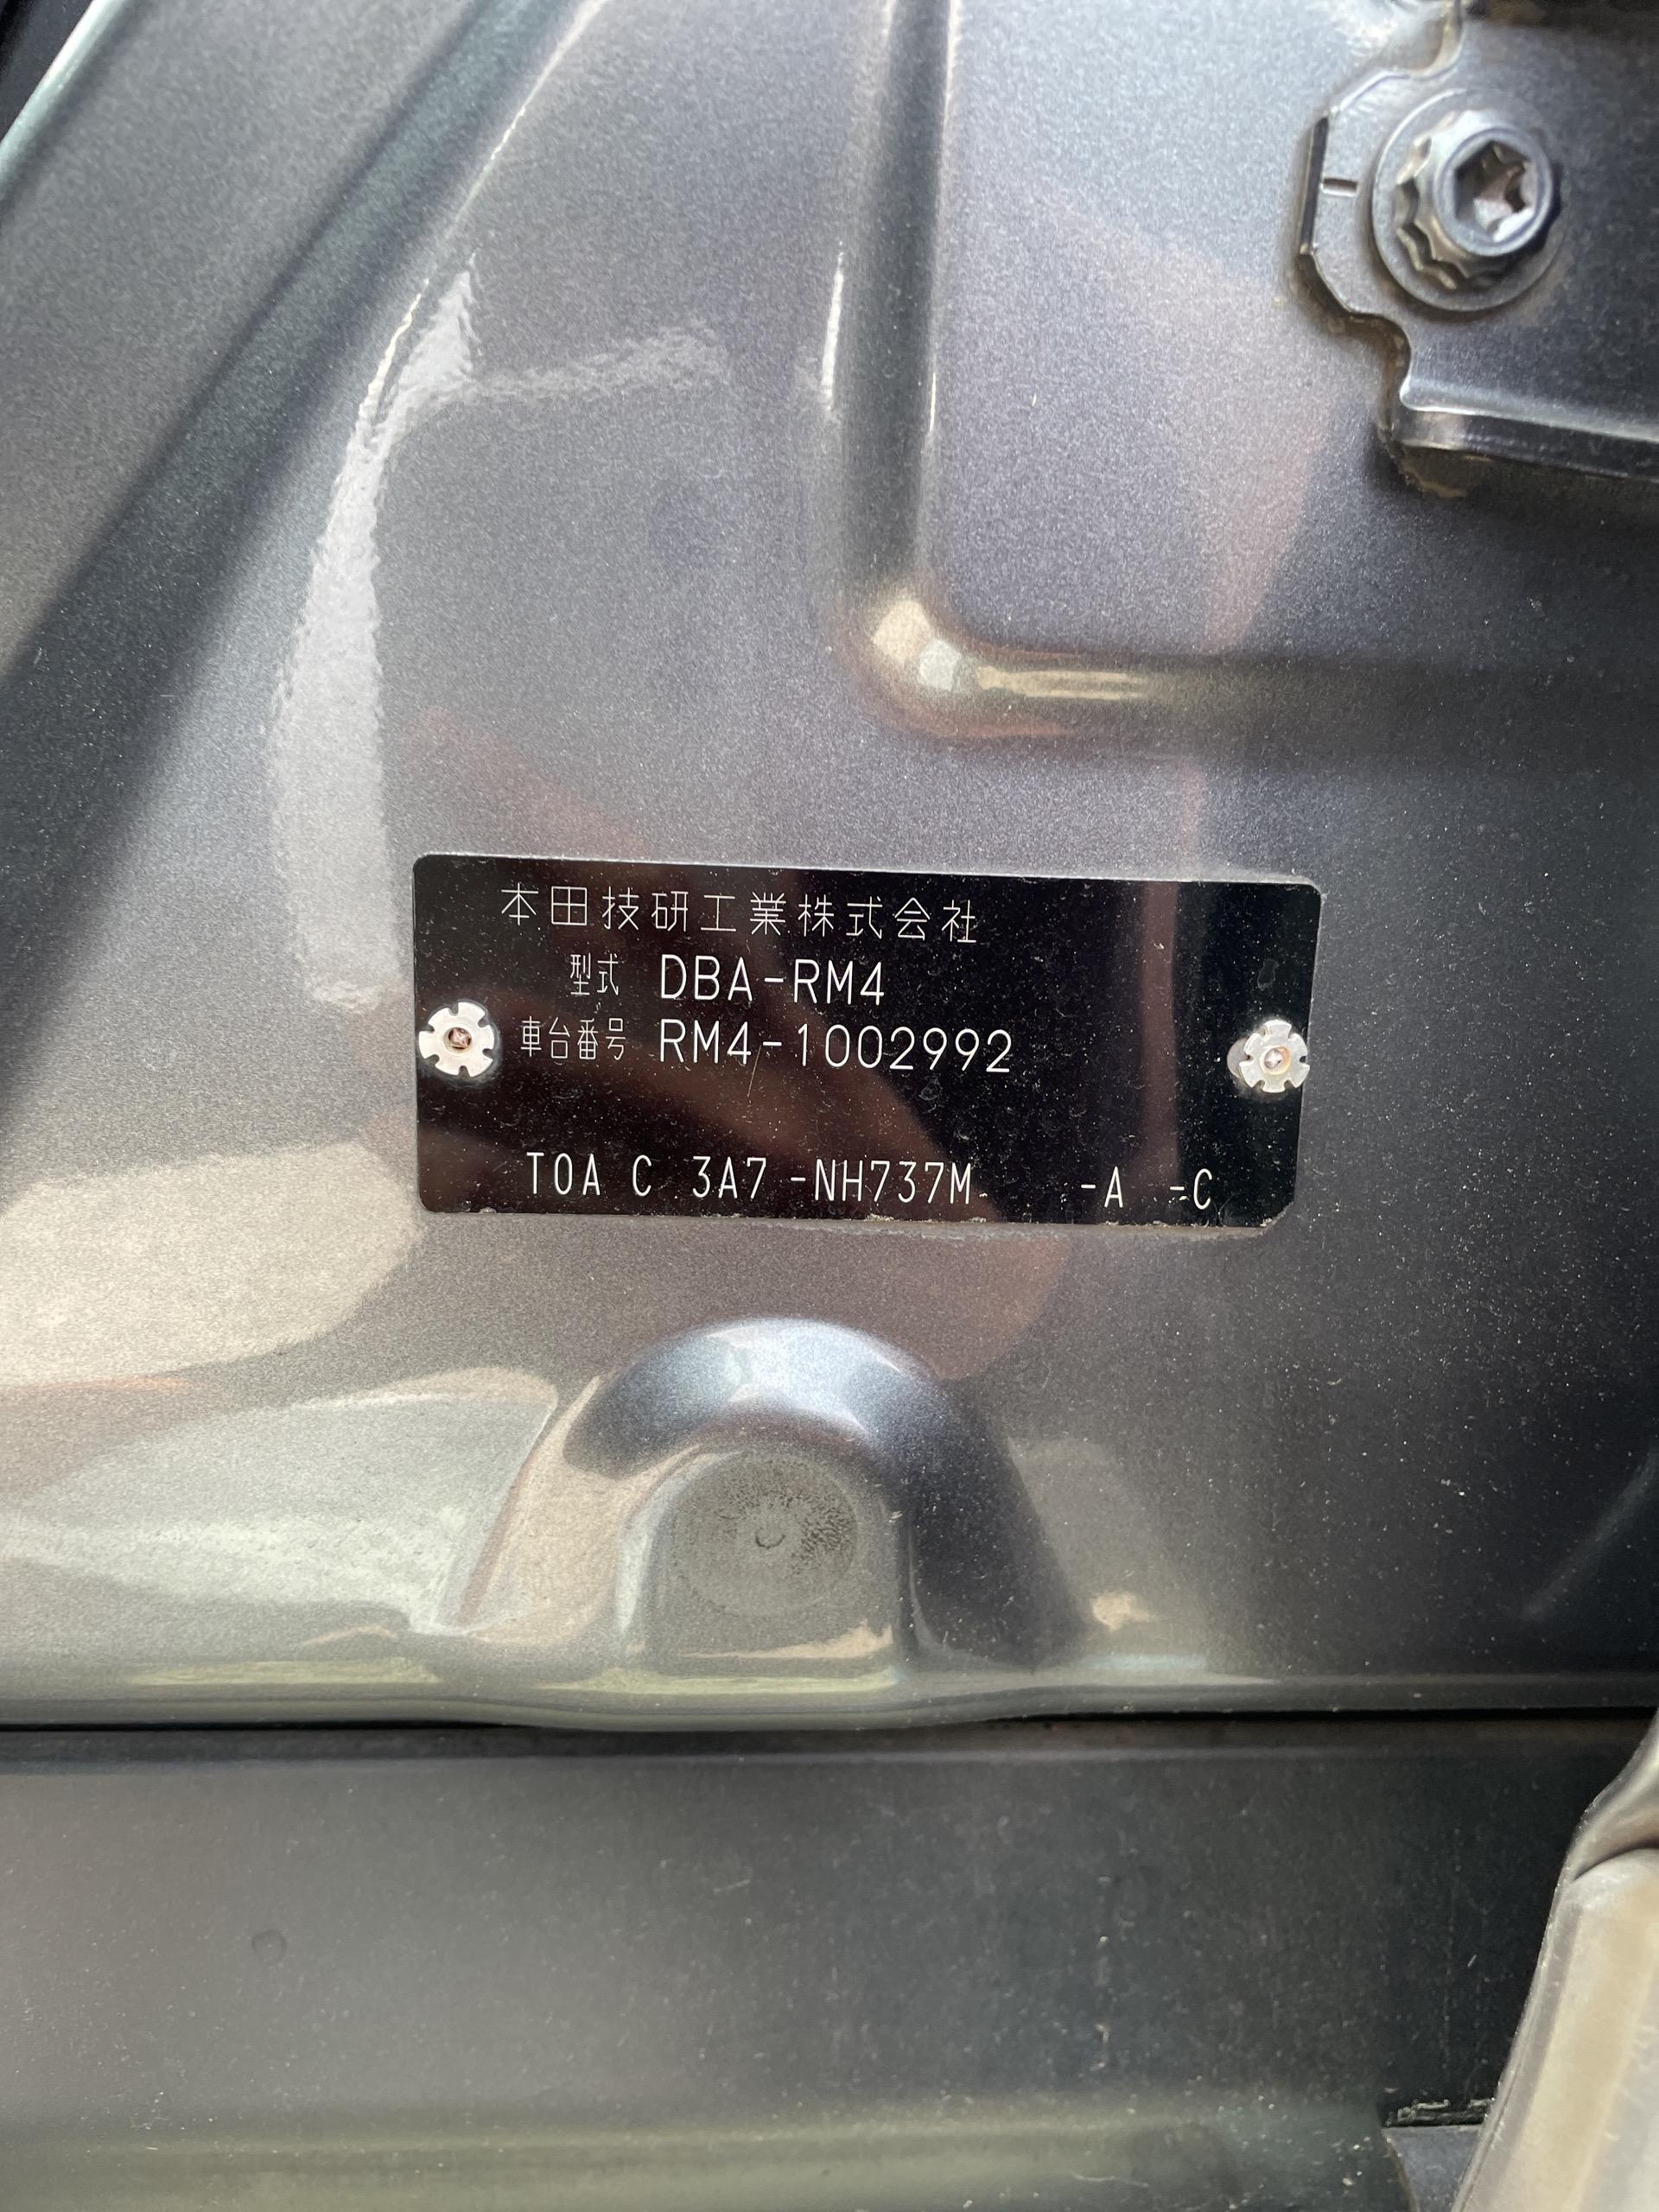 本田技研工業株式会社
型式 DBA-RM4
車台番号 RM4-1002992
TOA C 3A7 -NH737M -A -C